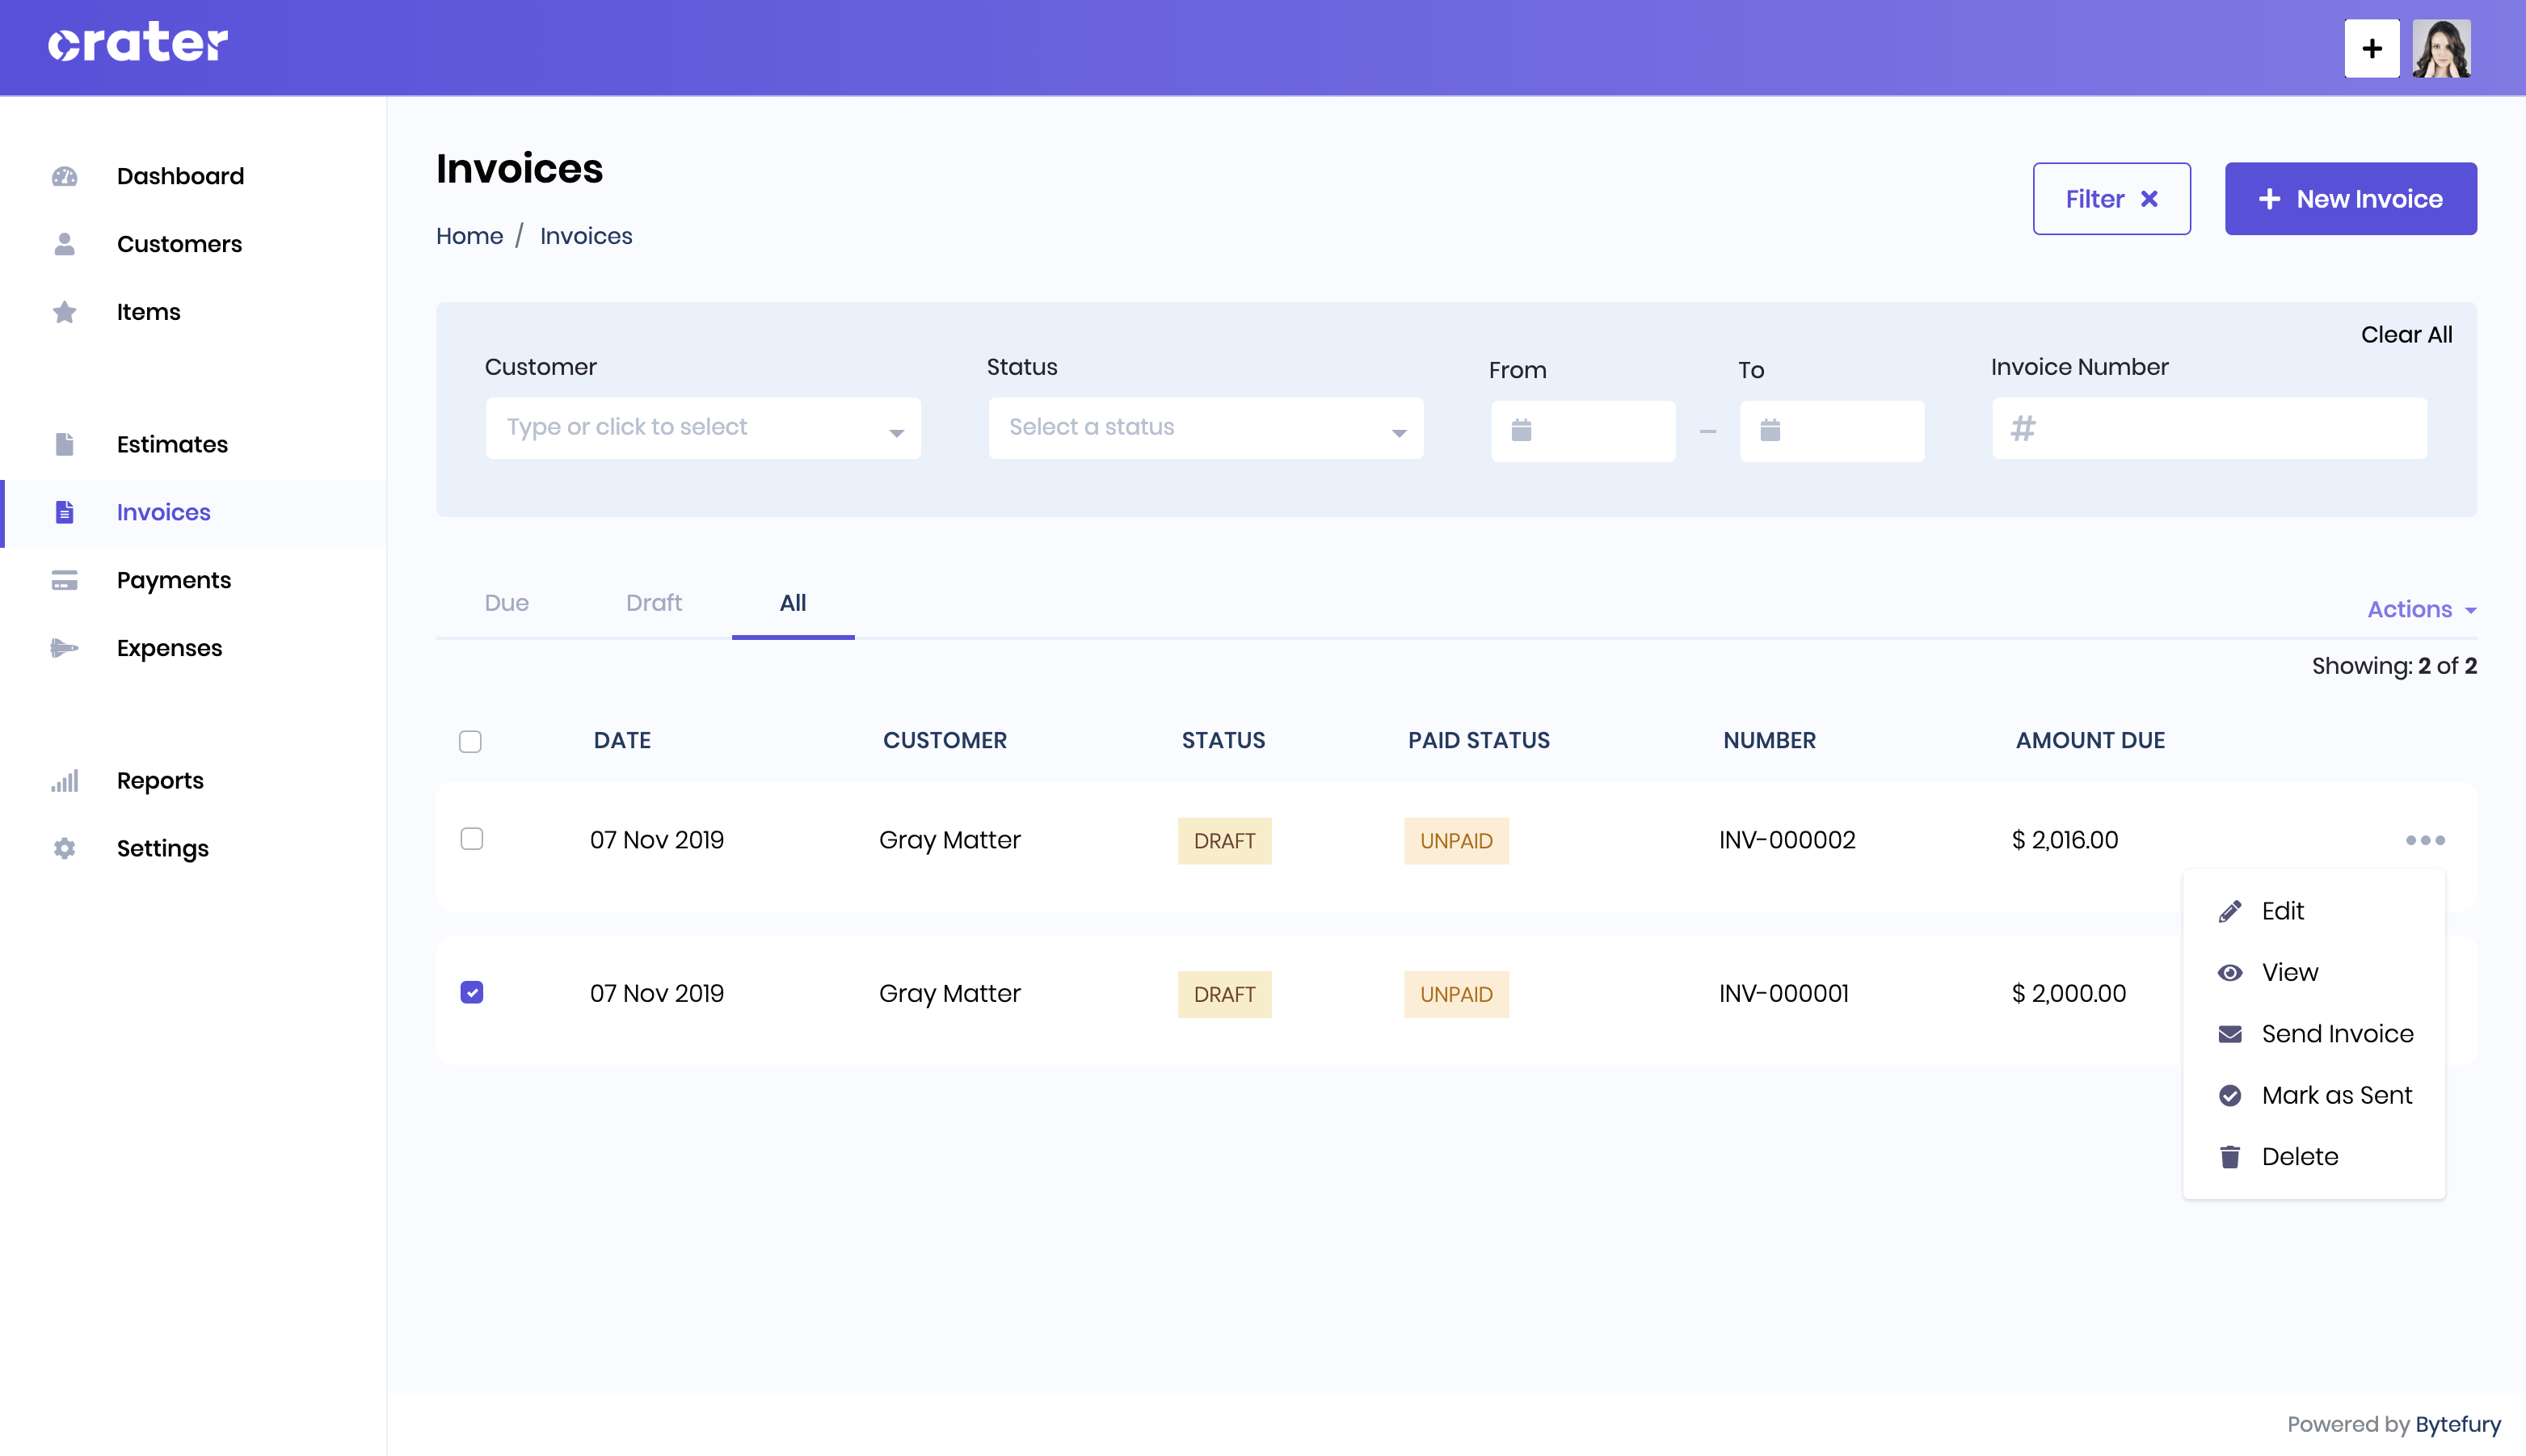 crater
Dashboard
Customers
Items
Estimates
Invoices
Payments
Expenses
Reports
Settings
Invoices
Home / Invoices
Filter
New Invoice
Clear All
Customer
Status
From
To
Invoice Number
Type or click to select
Select a status
–
#
Due
Draft
All
Actions
Showing: 2 of 2
DATE CUSTOMER STATUS PAID STATUS NUMBER AMOUNT DUE
07 Nov 2019 Gray Matter DRAFT UNPAID INV-000002 $ 2,016.00
07 Nov 2019 Gray Matter DRAFT UNPAID INV-000001 $ 2,000.00
Edit
View
Send Invoice
Mark as Sent
Delete
Powered by Bytefury